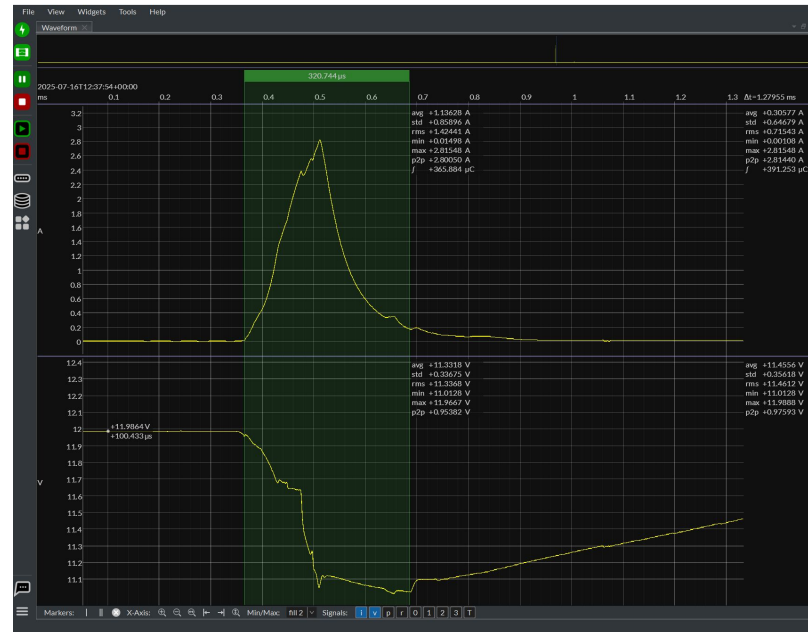 File View Widgets Tools Help
Waveform
320.744 µs
2025-07-16T12:37:54+00:00
ms 0.1 0.2 0.3 0.4 0.5 0.6 0.7 0.8 0.9 1 1.1 1.2 1.3 Δt=1.27955 ms
3.2
3
2.8
2.6
2.4
2.2
2
1.8
1.6
1.4
1.2
1
0.8
0.6
0.4
0.2
0
A
avg +1.13628 A
std +0.85896 A
rms +1.42441 A
min +0.01498 A
max +2.81548 A
p2p +2.80050 A
∫ +365.884 µC
avg +0.30577 A
std +0.64679 A
rms +0.71543 A
min +0.00108 A
max +2.81548 A
p2p +2.81440 A
∫ +391.253 µC
12.4
12.3
12.2
12.1
12
11.9
11.8
11.7
11.6
11.5
11.4
11.3
11.2
11.1
V
+11.9864 V
+100.433 µs
avg +11.3318 V
std +0.33675 V
rms +11.3368 V
min +11.0128 V
max +11.9667 V
p2p +0.95382 V
avg +11.4556 V
std +0.35618 V
rms +11.4612 V
min +11.0128 V
max +11.9888 V
p2p +0.97593 V
Markers: X-Axis: Min/Max: fill 2 Signals: i v p r 0 1 2 3 T